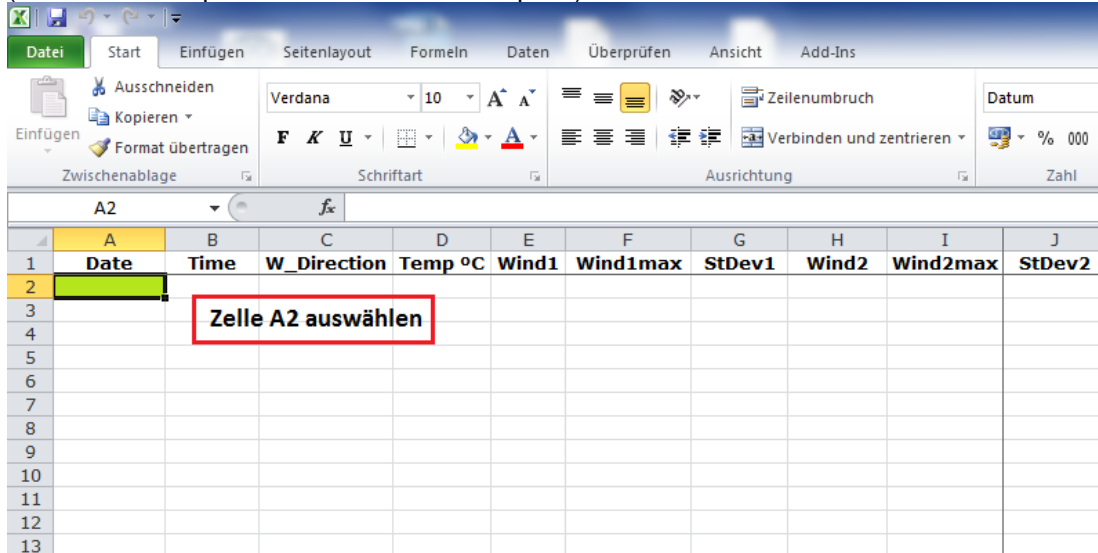 Datei Start Einfügen Seitenlayout Formeln Daten Überprüfen Ansicht Add-Ins
Ausschneiden
Kopieren
Format übertragen
Einfügen
Zwischenablage
Verdana 10 A A
F K U A
Schriftart
Zeilenumbruch
Verbinden und zentrieren
Ausrichtung
Datum
% 000
Zahl
A2 fx
A B C D E F G H I J
1 Date Time W_Direction Temp ºC Wind1 Wind1max StDev1 Wind2 Wind2max StDev2
2
3
Zelle A2 auswählen
4
5
6
7
8
9
10
11
12
13